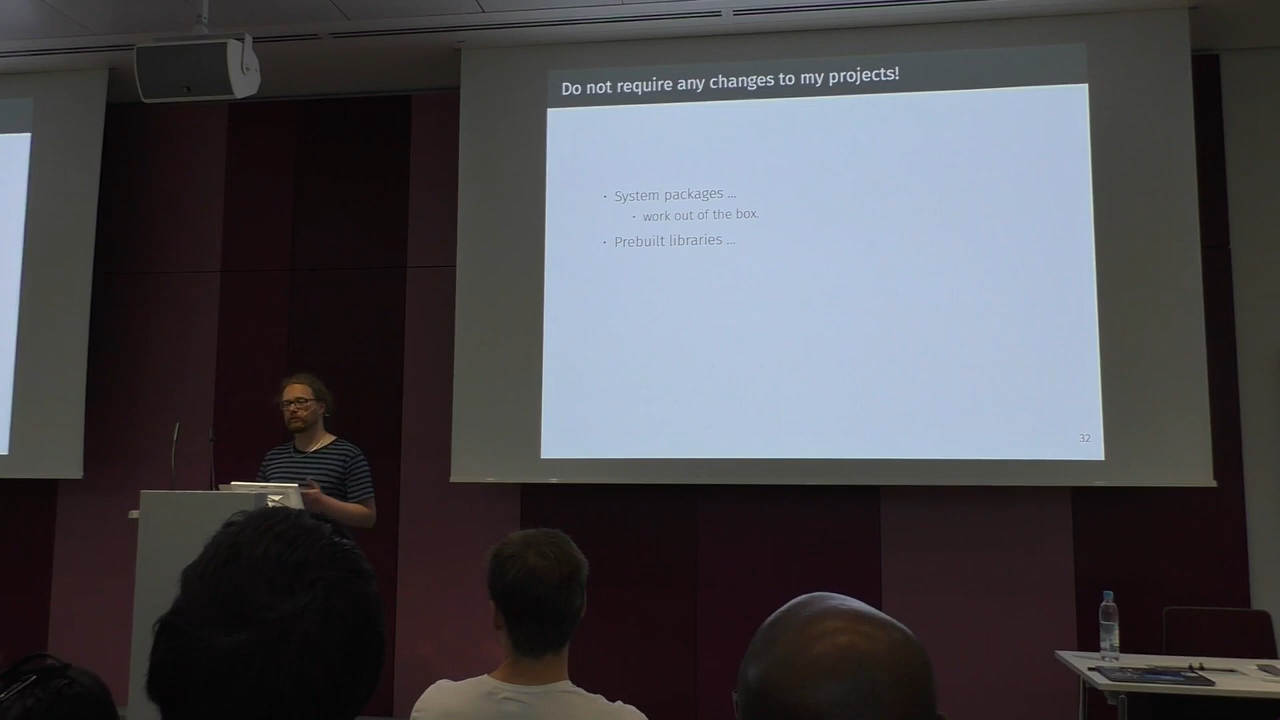 Do not require any changes to my projects!
· System packages ...
· work out of the box.
· Prebuilt libraries ...
32